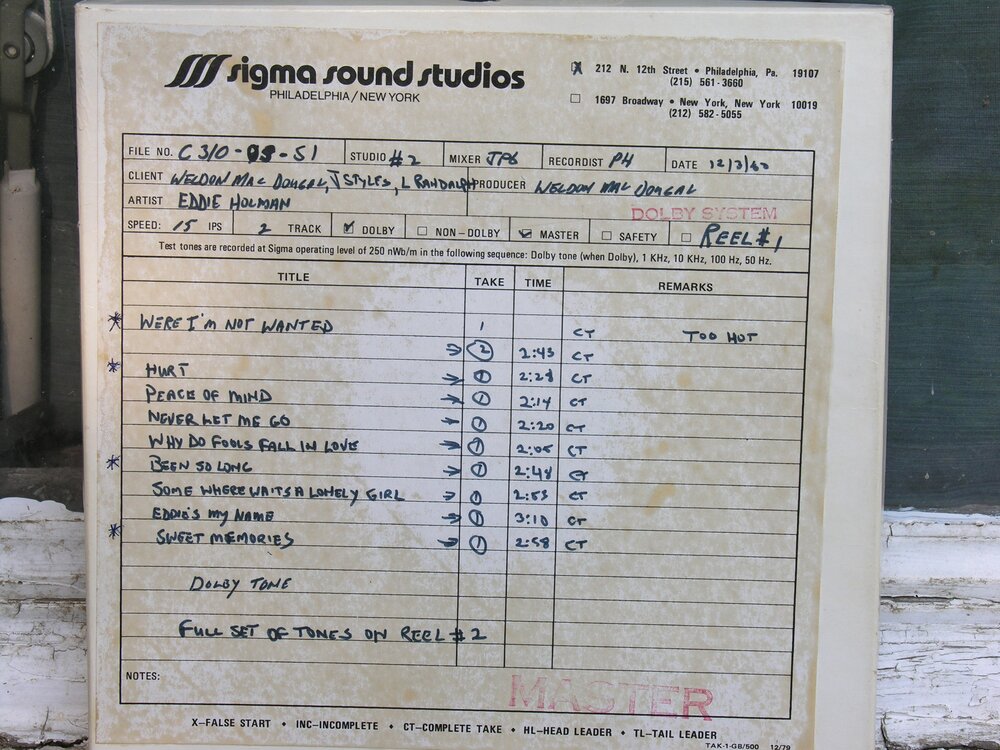 sigma sound studios
PHILADELPHIA/NEW YORK
X 212 N. 12th Street • Philadelphia, Pa. 19107
(215) 561-3660
1697 Broadway • New York, New York 10019
(212) 582-5055
FILE NO. C 310-98-51 STUDIO #2 MIXER RECORDIST PH DATE
CLIENT WELDON MAC DOUGAL, J STYLES, L RANDALPH PRODUCER WELDON MAC DOUGAL
ARTIST EDDIE HOLMAN
DOLBY SYSTEM
SPEED: 15 IPS 2 TRACK DOLBY NON-DOLBY MASTER SAFETY REEL #1
Test tones are recorded at Sigma operating level of 250 nWb/m in the following sequence: Dolby tone (when Dolby), 1 KHz, 10 KHz, 100 Hz, 50 Hz.
TITLE TAKE TIME REMARKS
* WERE I'M NOT WANTED 1 CT TOO HOT
→ 2 2:43 CT
* HURT → 1 2:28 CT
PEACE OF MIND → 1 2:14 CT
NEVER LET ME GO → 1 2:20 CT
WHY DO FOOLS FALL IN LOVE → 1 2:05 CT
* BEEN SO LONG → 1 2:48 CT
SOME WHERE WAITS A LONELY GIRL → 1 2:53 CT
EDDIE'S MY NAME → 1 3:10 CT
* SWEET MEMORIES → 1 2:58 CT
DOLBY TONE
FULL SET OF TONES ON REEL #2
NOTES:
MASTER
X–FALSE START • INC–INCOMPLETE • CT–COMPLETE TAKE • HL–HEAD LEADER • TL–TAIL LEADER
TAK-1-GB/500 12/79